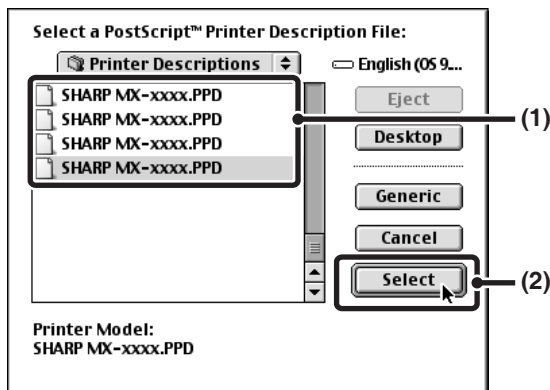 Select a PostScript™ Printer Description File:
Printer Descriptions
English (OS 9....
SHARP MX-xxxx.PPD
SHARP MX-xxxx.PPD
SHARP MX-xxxx.PPD
SHARP MX-xxxx.PPD
Eject
(1)
Desktop
Generic
Cancel
Select
(2)
Printer Model:
SHARP MX-xxxx.PPD